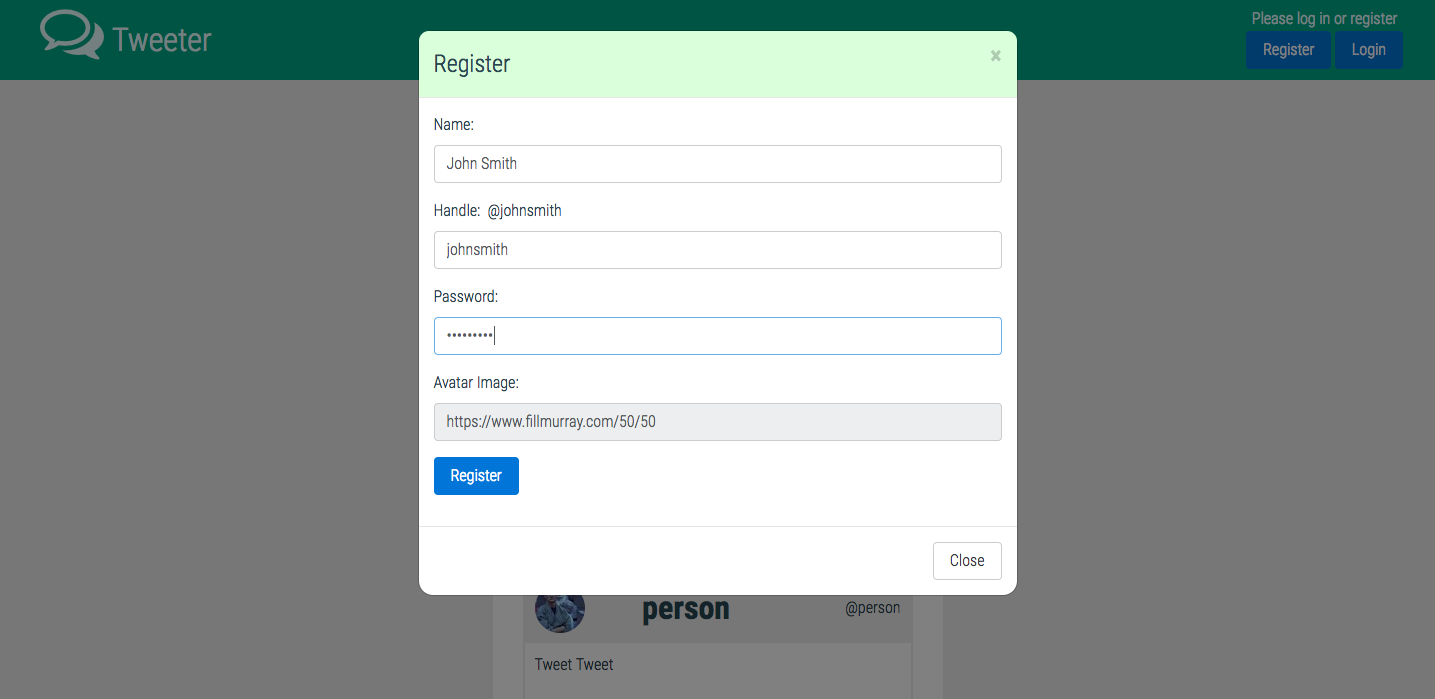 Tweeter
Please log in or register
Register
Login
Register
×
Name:
John Smith
Handle: @johnsmith
johnsmith
Password:
•••••••••
Avatar Image:
https://www.fillmurray.com/50/50
Register
Close
person
@person
Tweet Tweet